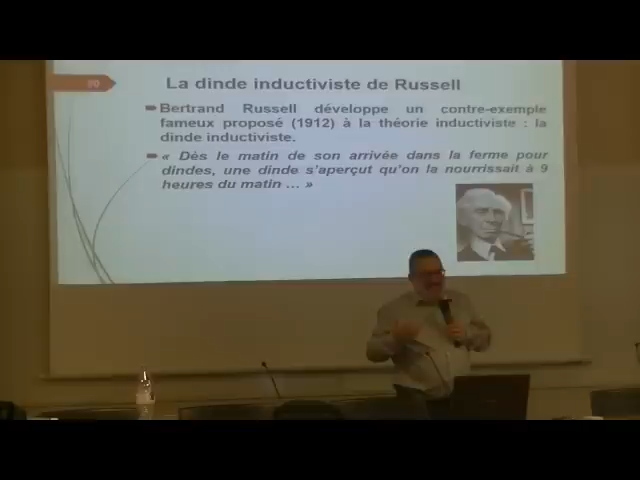 La dinde inductiviste de Russell
Bertrand Russell développe un contre-exemple
fameux proposé (1912) à la théorie inductiviste : la
dinde inductiviste.
« Dès le matin de son arrivée dans la ferme pour
dindes, une dinde s'aperçut qu'on la nourrissait à 9
heures du matin ... »